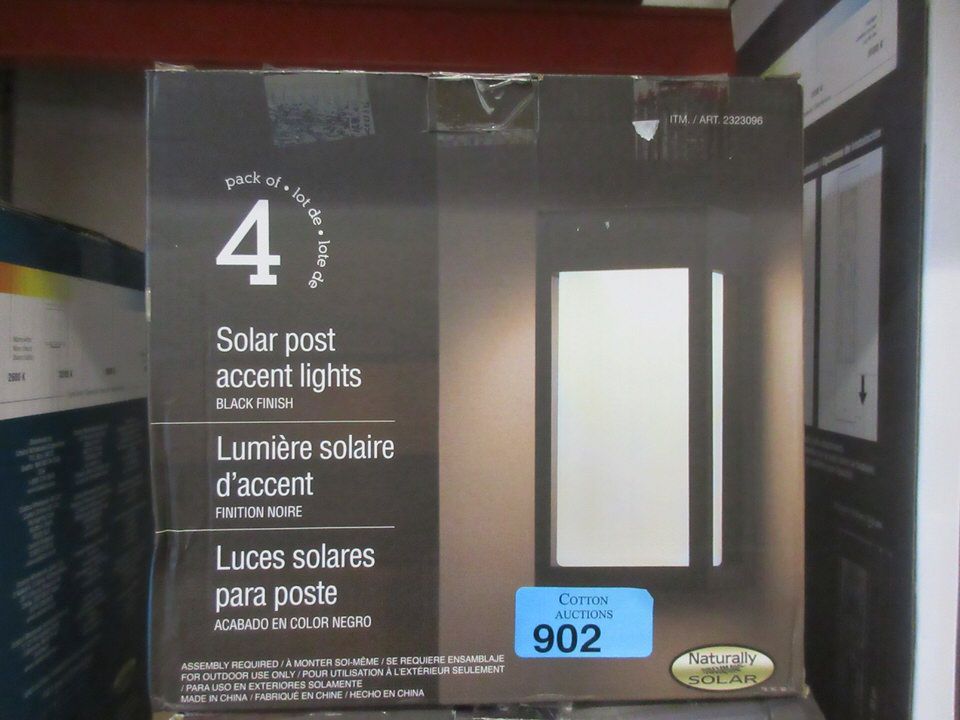 ITM. / ART. 2323096
pack of • lot de • lote de
4
Solar post
accent lights
BLACK FINISH
Lumière solaire
d'accent
FINITION NOIRE
Luces solares
para poste
ACABADO EN COLOR NEGRO
COTTON
AUCTIONS
902
ASSEMBLY REQUIRED / À MONTER SOI-MÊME / SE REQUIERE ENSAMBLAJE
FOR OUTDOOR USE ONLY / POUR UTILISATION À L'EXTÉRIEUR SEULEMENT
/ PARA USO EN EXTERIORES SOLAMENTE
MADE IN CHINA / FABRIQUÉ EN CHINE / HECHO EN CHINA
Naturally
SOLAR